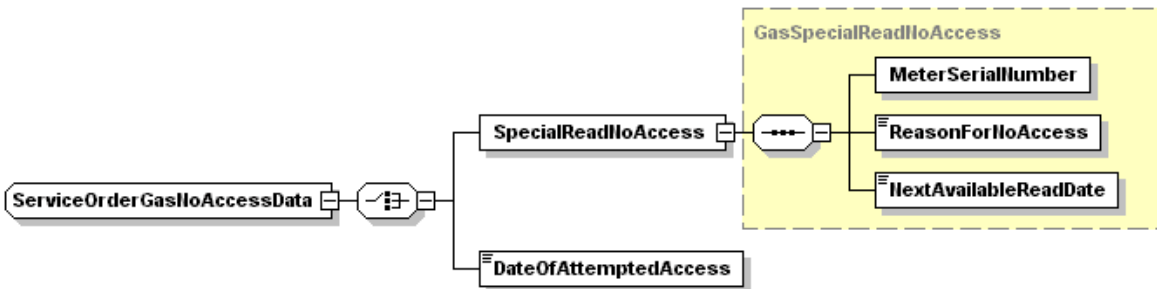 GasSpecialReadNoAccess
MeterSerialNumber
SpecialReadNoAccess
ReasonForNoAccess
NextAvailableReadDate
ServiceOrderGasNoAccessData
DateOfAttemptedAccess